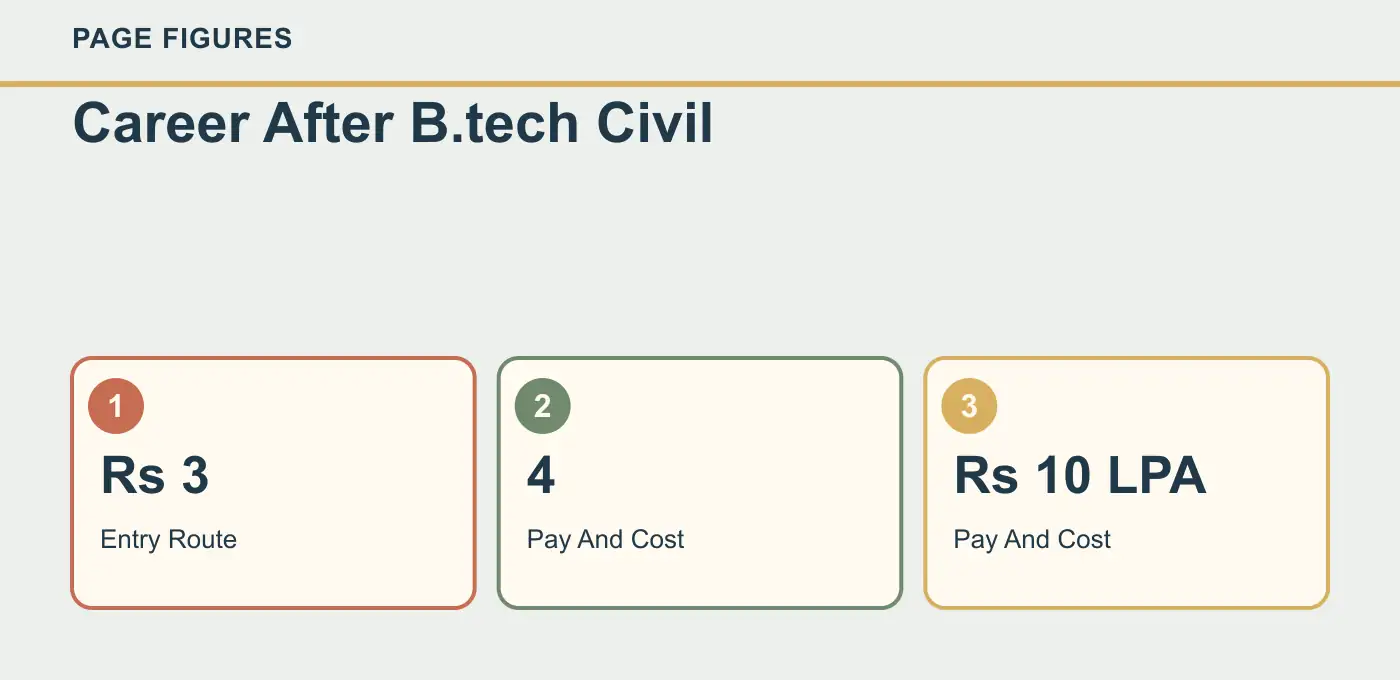 PAGE FIGURES
Career After B.tech Civil
1
Rs 3
Entry Route
2
4
Pay And Cost
3
Rs 10 LPA
Pay And Cost